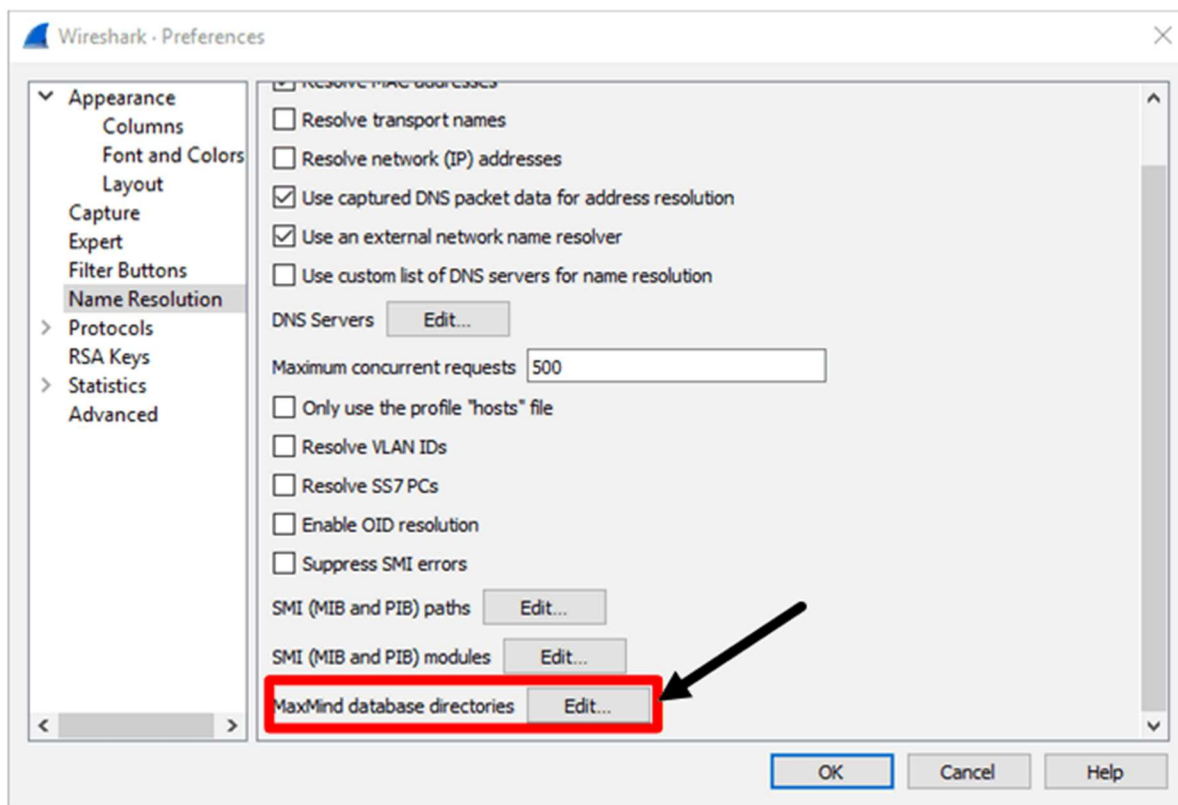 Wireshark · Preferences
Appearance
Columns
Font and Colors
Layout
Capture
Expert
Filter Buttons
Name Resolution
Protocols
RSA Keys
Statistics
Advanced
Resolve MAC addresses
Resolve transport names
Resolve network (IP) addresses
Use captured DNS packet data for address resolution
Use an external network name resolver
Use custom list of DNS servers for name resolution
DNS Servers Edit...
Maximum concurrent requests 500
Only use the profile "hosts" file
Resolve VLAN IDs
Resolve SS7 PCs
Enable OID resolution
Suppress SMI errors
SMI (MIB and PIB) paths Edit...
SMI (MIB and PIB) modules Edit...
MaxMind database directories Edit...
OK Cancel Help